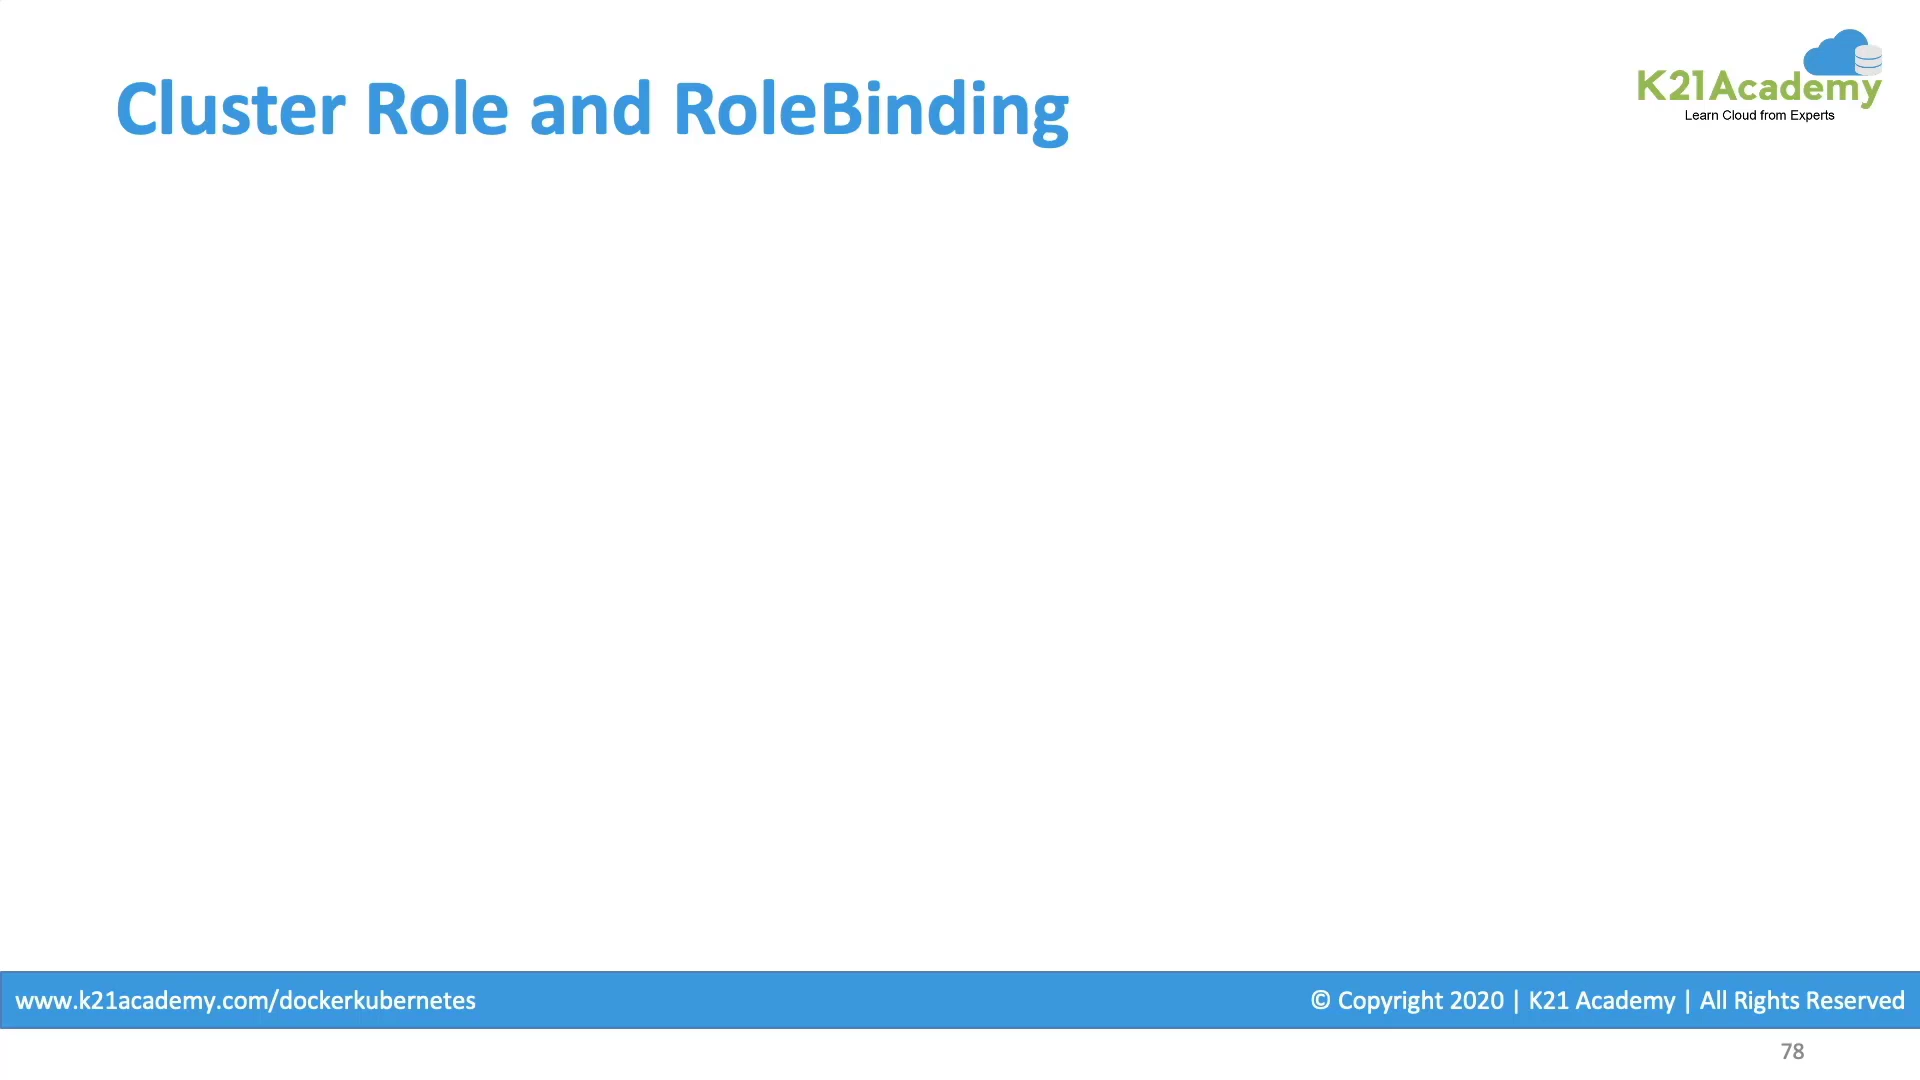 Cluster Role and RoleBinding
K21Academy
Learn Cloud from Experts
www.k21academy.com/dockerkubernetes
© Copyright 2020 | K21 Academy | All Rights Reserved
78